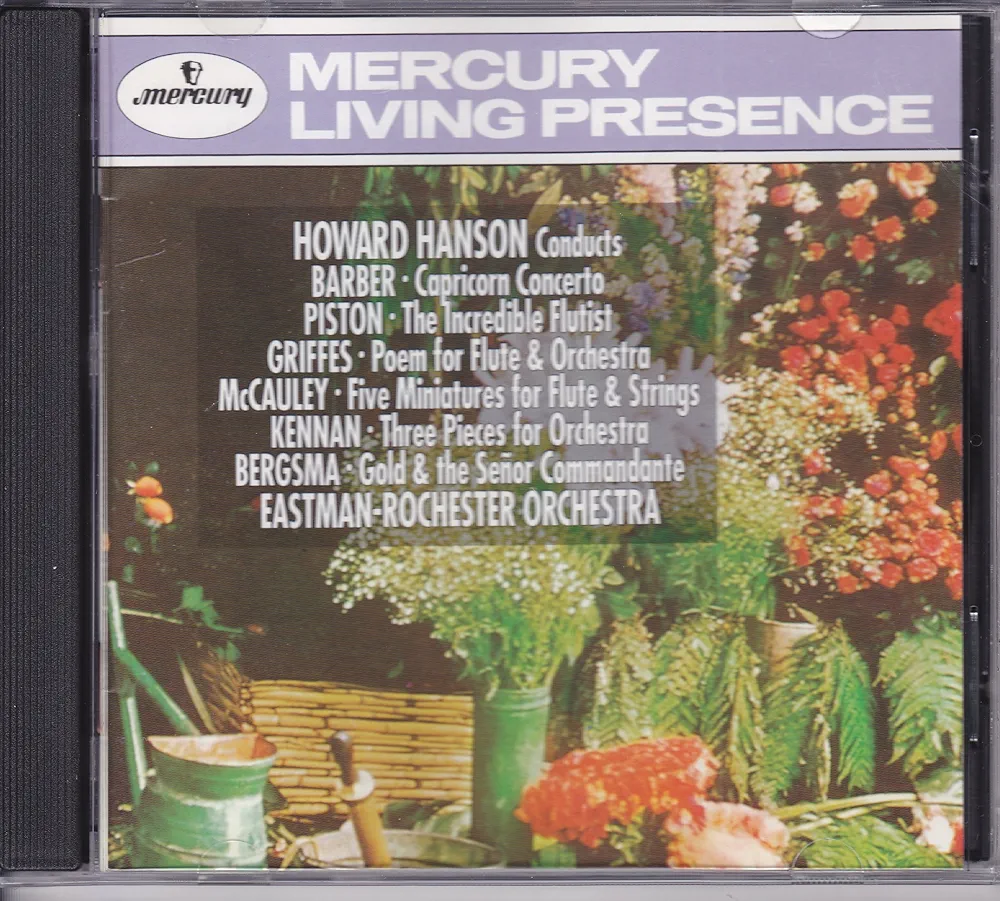 mercury
MERCURY
LIVING PRESENCE
HOWARD HANSON Conducts
BARBER · Capricorn Concerto
PISTON · The Incredible Flutist
GRIFFES · Poem for Flute & Orchestra
McCAULEY · Five Miniatures for Flute & Strings
KENNAN · Three Pieces for Orchestra
BERGSMA · Gold & the Señor Commandante
EASTMAN-ROCHESTER ORCHESTRA